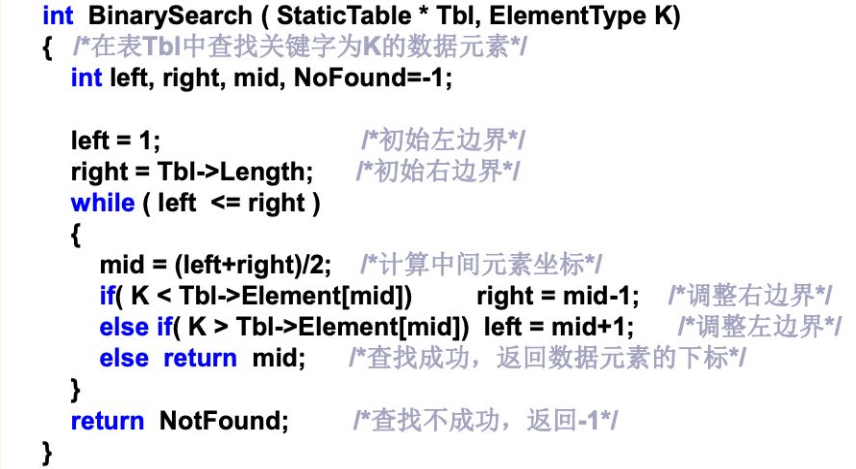 int BinarySearch ( StaticTable * Tbl, ElementType K)
{ /*在表Tbl中查找关键字为K的数据元素*/
int left, right, mid, NoFound=-1;
left = 1; /*初始左边界*/
right = Tbl->Length; /*初始右边界*/
while ( left <= right )
{
mid = (left+right)/2; /*计算中间元素坐标*/
if( K < Tbl->Element[mid]) right = mid-1; /*调整右边界*/
else if( K > Tbl->Element[mid]) left = mid+1; /*调整左边界*/
else return mid; /*查找成功，返回数据元素的下标*/
}
return NotFound; /*查找不成功，返回-1*/
}